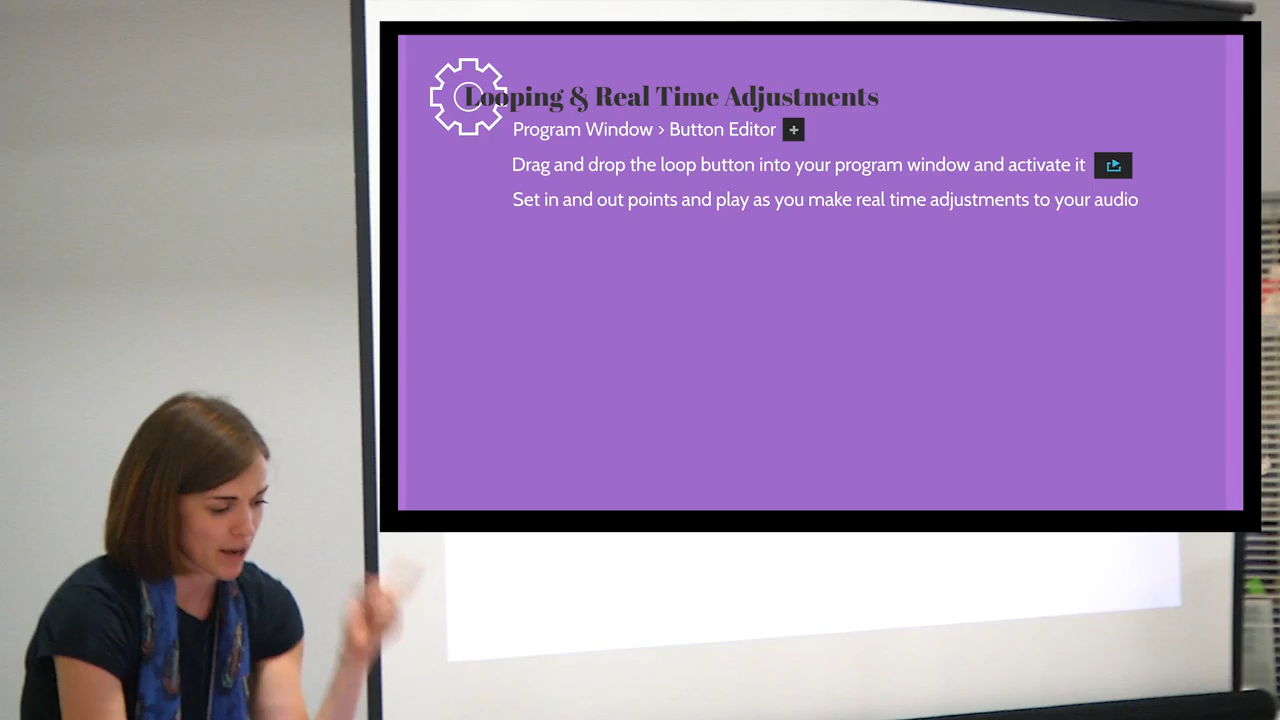 Looping & Real Time Adjustments
Program Window > Button Editor
Drag and drop the loop button into your program window and activate it
Set in and out points and play as you make real time adjustments to your audio